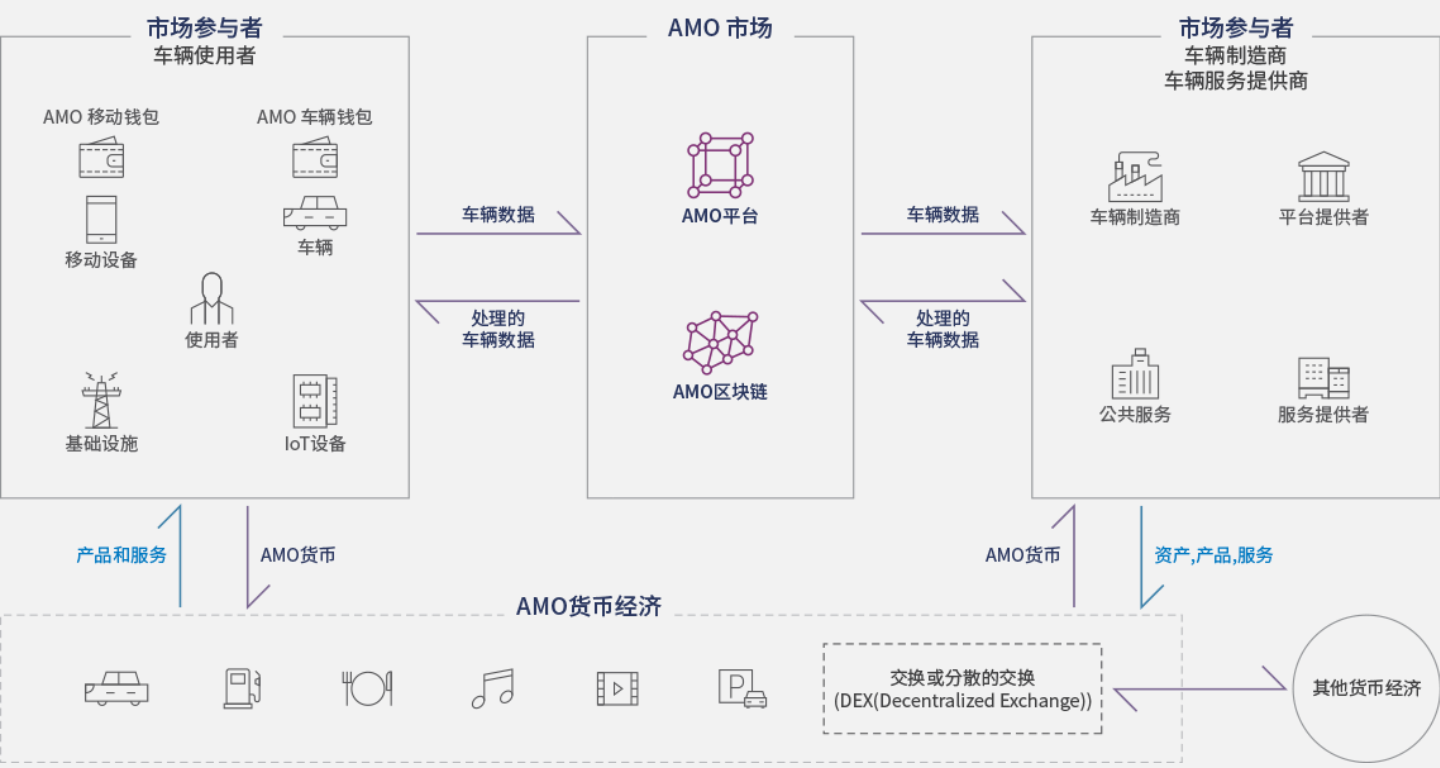 市场参与者
车辆使用者
AMO 移动钱包
AMO 车辆钱包
移动设备
车辆
使用者
基础设施
IoT设备
车辆数据
处理的
车辆数据
AMO 市场
AMO平台
AMO区块链
车辆数据
处理的
车辆数据
市场参与者
车辆制造商
车辆服务提供商
车辆制造商
平台提供者
公共服务
服务提供者
产品和服务
AMO货币
AMO货币
资产,产品,服务
AMO货币经济
P
交换或分散的交换
(DEX(Decentralized Exchange))
其他货币经济